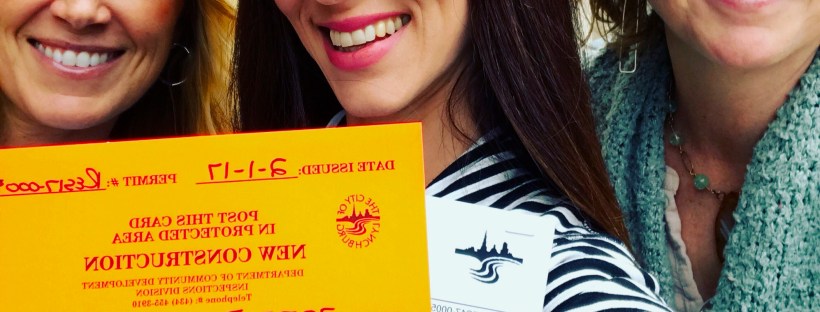 DATE ISSUED: 2-1-17 PERMIT #:
THE CITY OF
LYNCHBURG
POST THIS CARD
IN PROTECTED AREA
NEW CONSTRUCTION
DEPARTMENT OF COMMUNITY DEVELOPMENT
INSPECTIONS DIVISION
Telephone #: (434) 455-3910